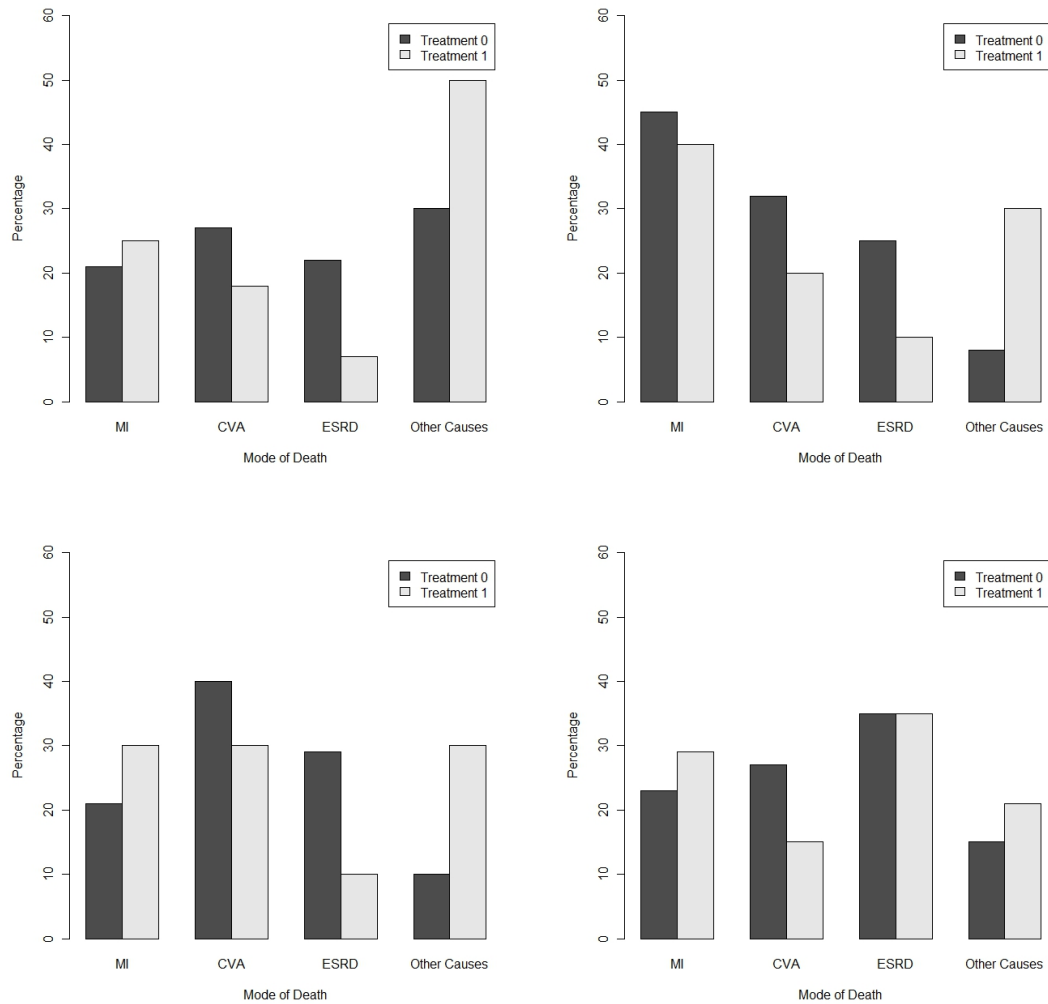 60
50
40
30
20
10
0
Percentage
Treatment 0
Treatment 1
MI
CVA
ESRD
Other Causes
Mode of Death
60
50
40
30
20
10
0
Percentage
Treatment 0
Treatment 1
MI
CVA
ESRD
Other Causes
Mode of Death
60
50
40
30
20
10
0
Percentage
Treatment 0
Treatment 1
MI
CVA
ESRD
Other Causes
Mode of Death
60
50
40
30
20
10
0
Percentage
Treatment 0
Treatment 1
MI
CVA
ESRD
Other Causes
Mode of Death